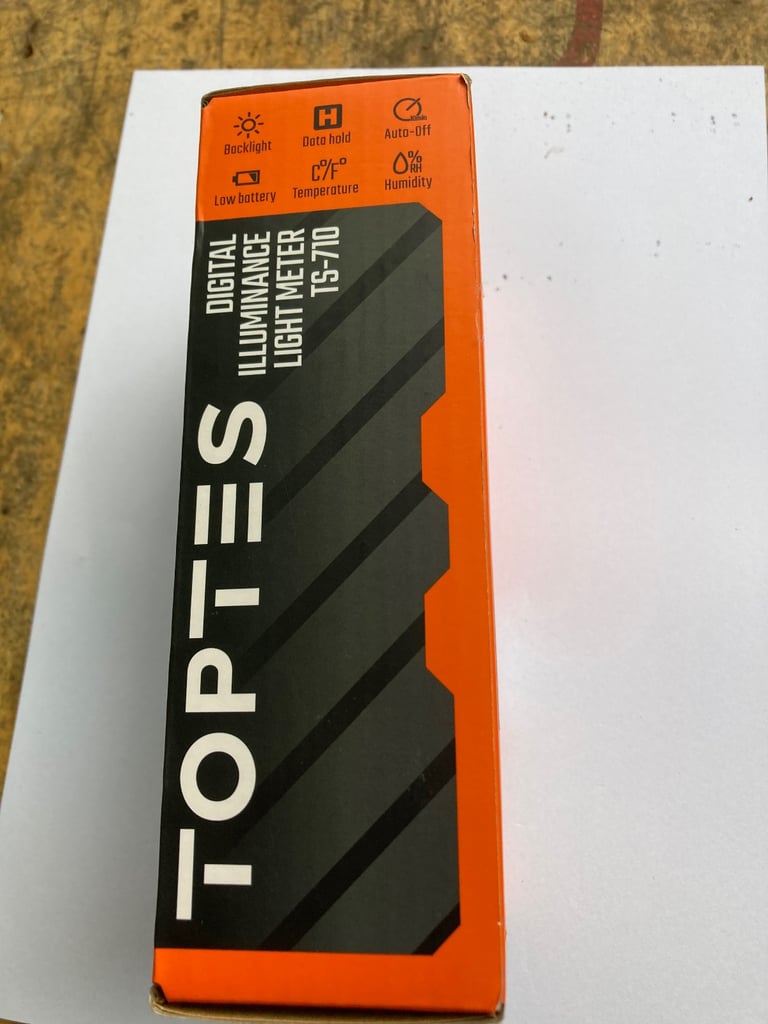 Backlight
Data hold
Auto-Off
Low battery
C°/F°
Temperature
%
RH
Humidity
DIGITAL
ILLUMINANCE
LIGHT METER
TS-710
TOPTES
H